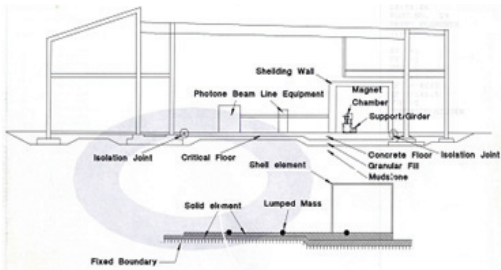 Sheilding Wall
Photone Beam Line Equipment
Magnet
Chamber
Support/Girder
Isolation Joint
Critical Floor
Concrete Floor
Isolation Joint
Granular Fill
Mudstone
Shell element
Solid element
Lumped Mass
Fixed Boundary